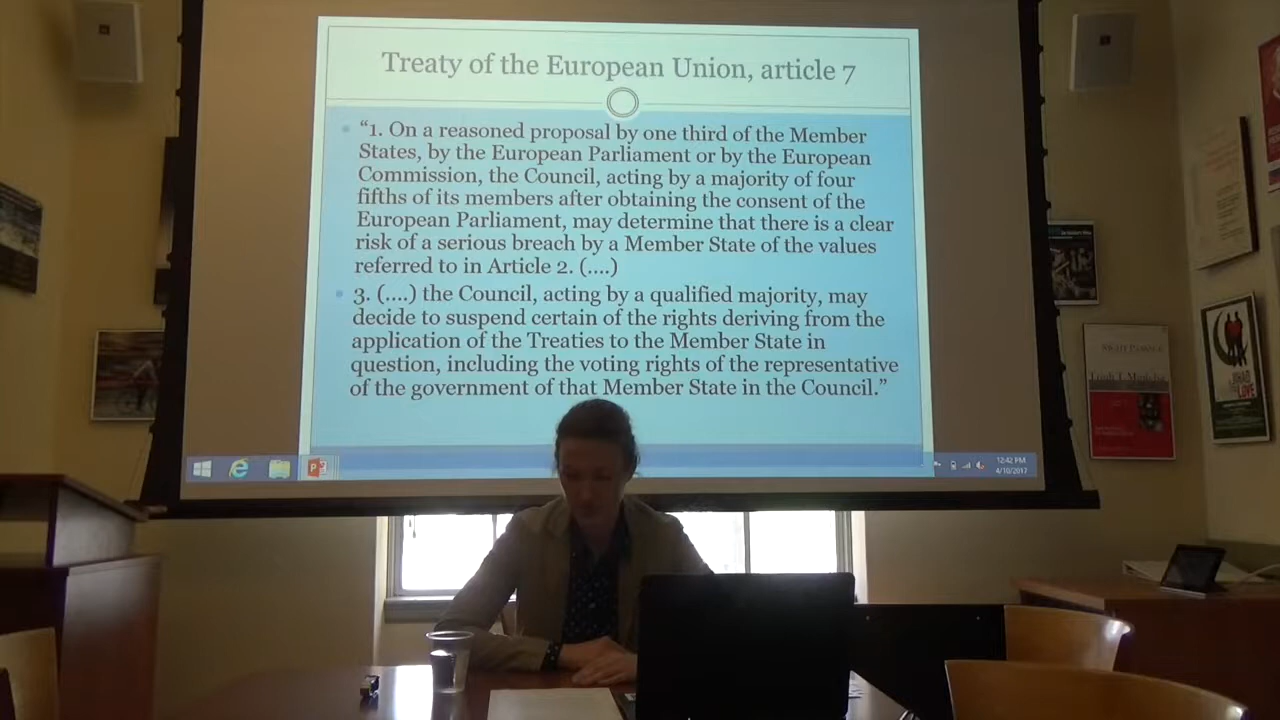 Treaty of the European Union, article 7
“1. On a reasoned proposal by one third of the Member
States, by the European Parliament or by the European
Commission, the Council, acting by a majority of four
fifths of its members after obtaining the consent of the
European Parliament, may determine that there is a clear
risk of a serious breach by a Member State of the values
referred to in Article 2. (....)
3. (....) the Council, acting by a qualified majority, may
decide to suspend certain of the rights deriving from the
application of the Treaties to the Member State in
question, including the voting rights of the representative
of the government of that Member State in the Council.”
12:42 PM
4/10/2017
LOVE